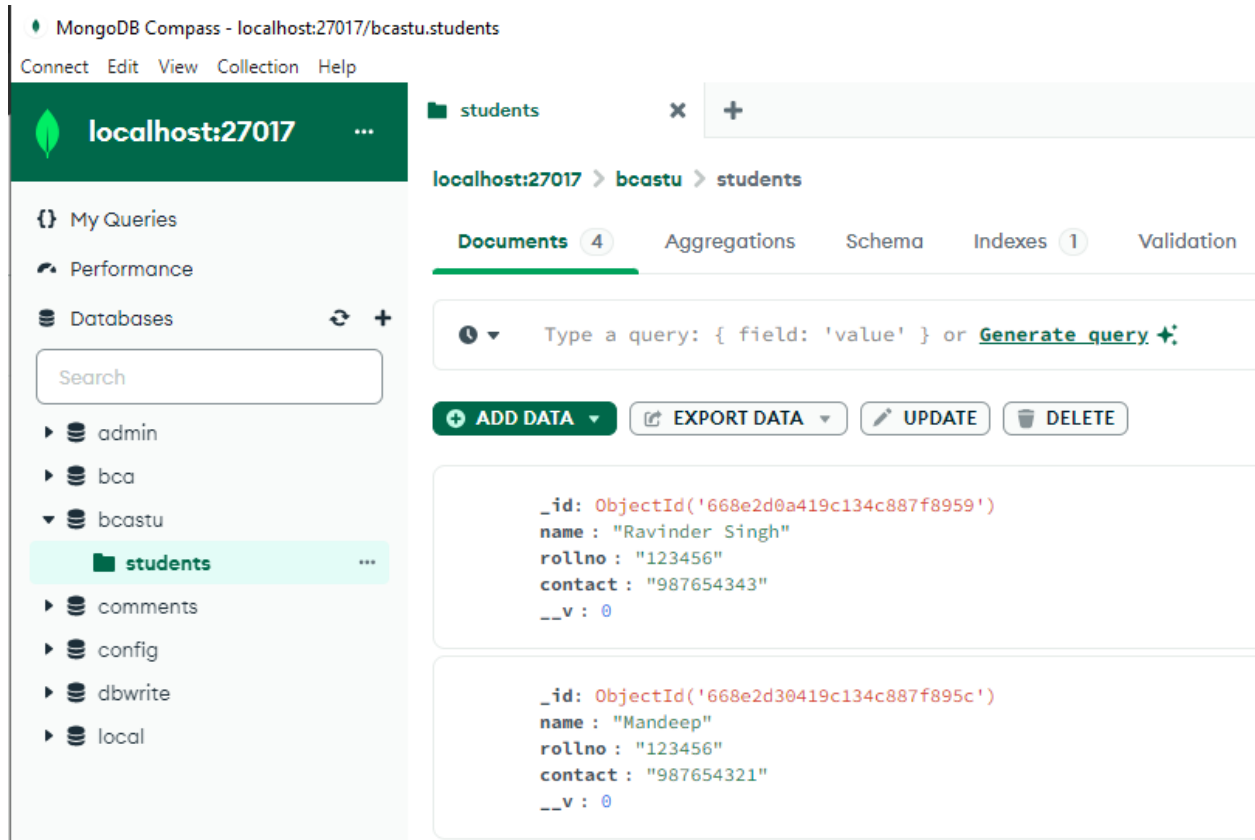 MongoDB Compass - localhost:27017/bcastu.students
Connect Edit View Collection Help
localhost:27017 ...
{} My Queries
Performance
Databases
Search
admin
bca
bcastu
students ...
comments
config
dbwrite
local
students
localhost:27017 > bcastu > students
Documents 4 Aggregations Schema Indexes 1 Validation
Type a query: { field: 'value' } or Generate query
ADD DATA EXPORT DATA UPDATE DELETE
_id: ObjectId('668e2d0a419c134c887f8959')
name : "Ravinder Singh"
rollno : "123456"
contact : "987654343"
__v : 0
_id: ObjectId('668e2d30419c134c887f895c')
name : "Mandeep"
rollno : "123456"
contact : "987654321"
__v : 0